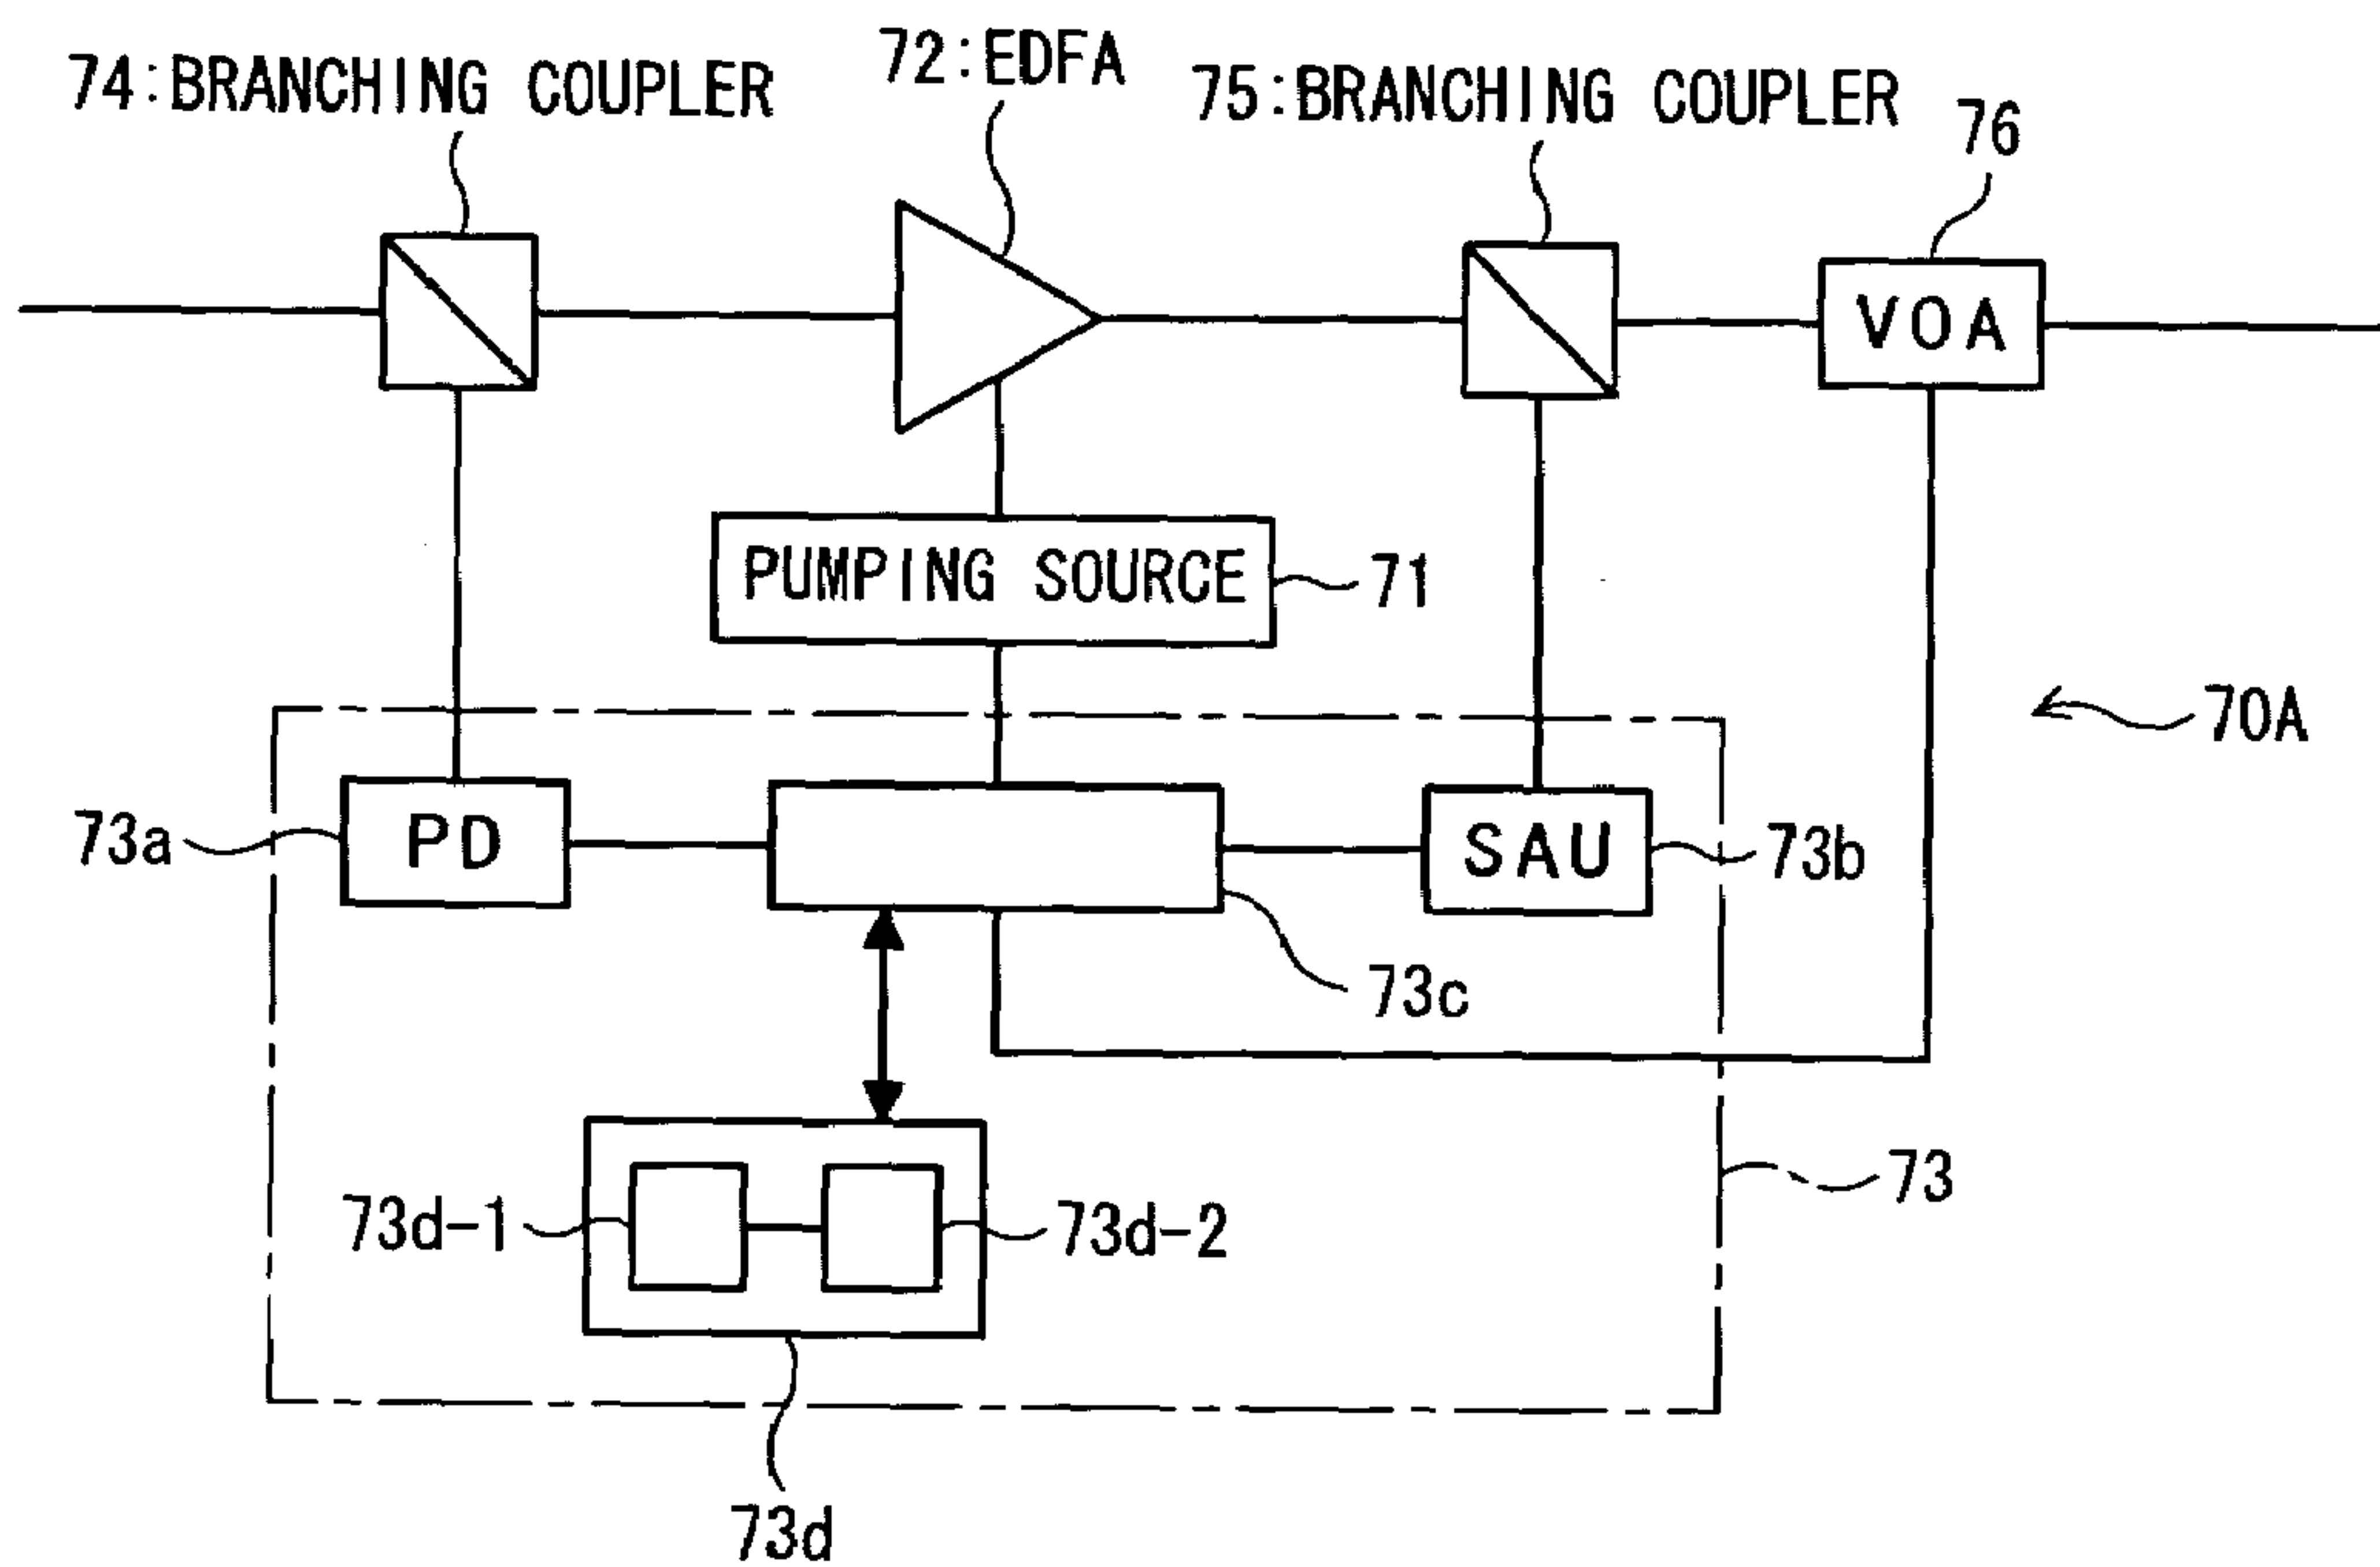 74:BRANCHING COUPLER
72:EDFA
75:BRANCHING COUPLER
76
VOA
PUMPING SOURCE
71
70A
73a
PD
SAU
73b
73c
73d-1
73d-2
73
73d